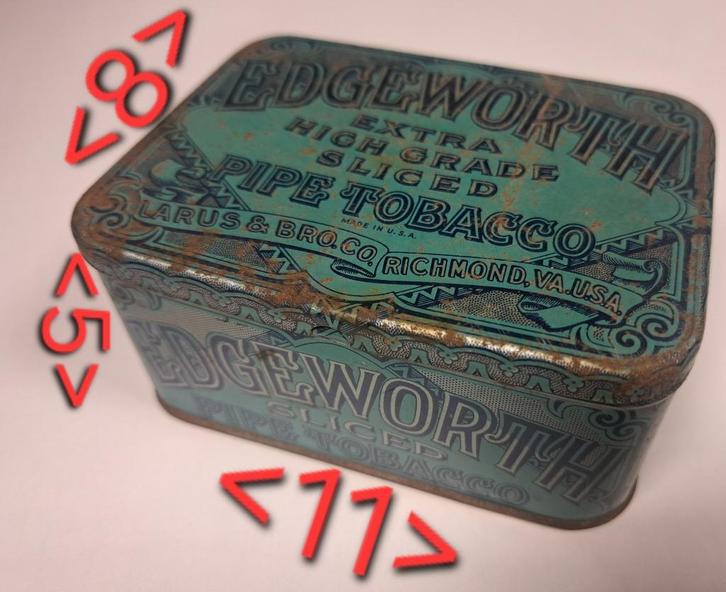 EDGEWORTH
EXTRA
HIGH GRADE
SLICED
PIPE TOBACCO
MADE IN U.S.A.
LARUS & BRO. CO. RICHMOND, VA. U.S.A.
EDGEWORTH
SLICED
PIPE TOBACCO
<8>
<5>
<11>